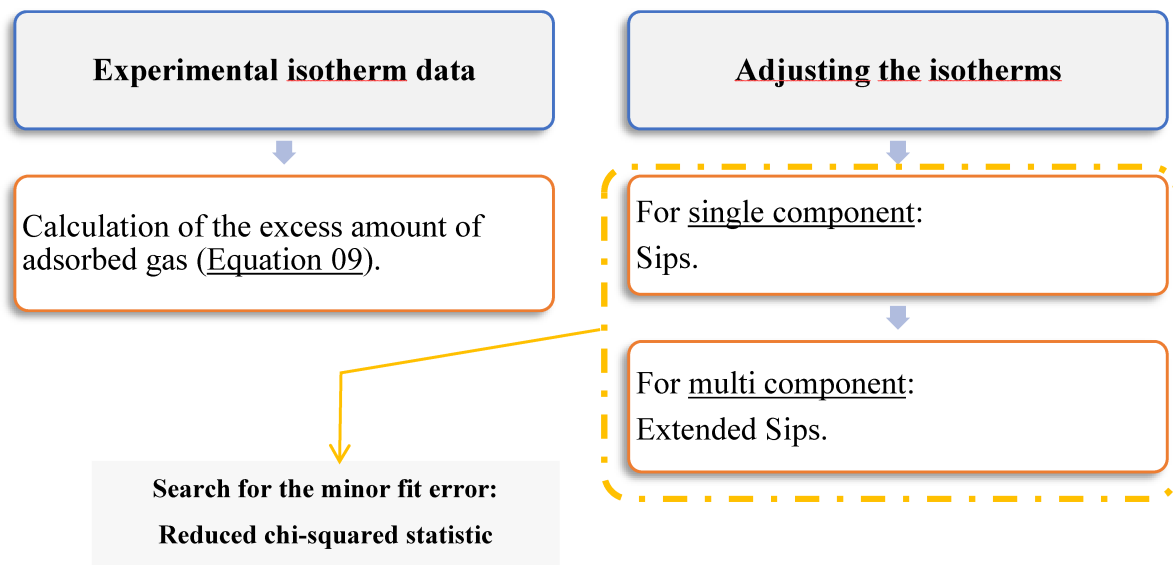 Experimental isotherm data
Calculation of the excess amount of
adsorbed gas (Equation 09).
Adjusting the isotherms
For single component:
Sips.
For multi component:
Extended Sips.
Search for the minor fit error:
Reduced chi-squared statistic